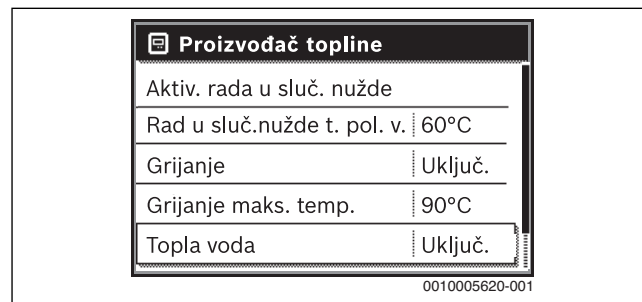 Proizvođač topline
Aktiv. rada u sluč. nužde
Rad u sluč.nužde t. pol. v. 60°C
Grijanje Uključ.
Grijanje maks. temp. 90°C
Topla voda Uključ.
0010005620-001